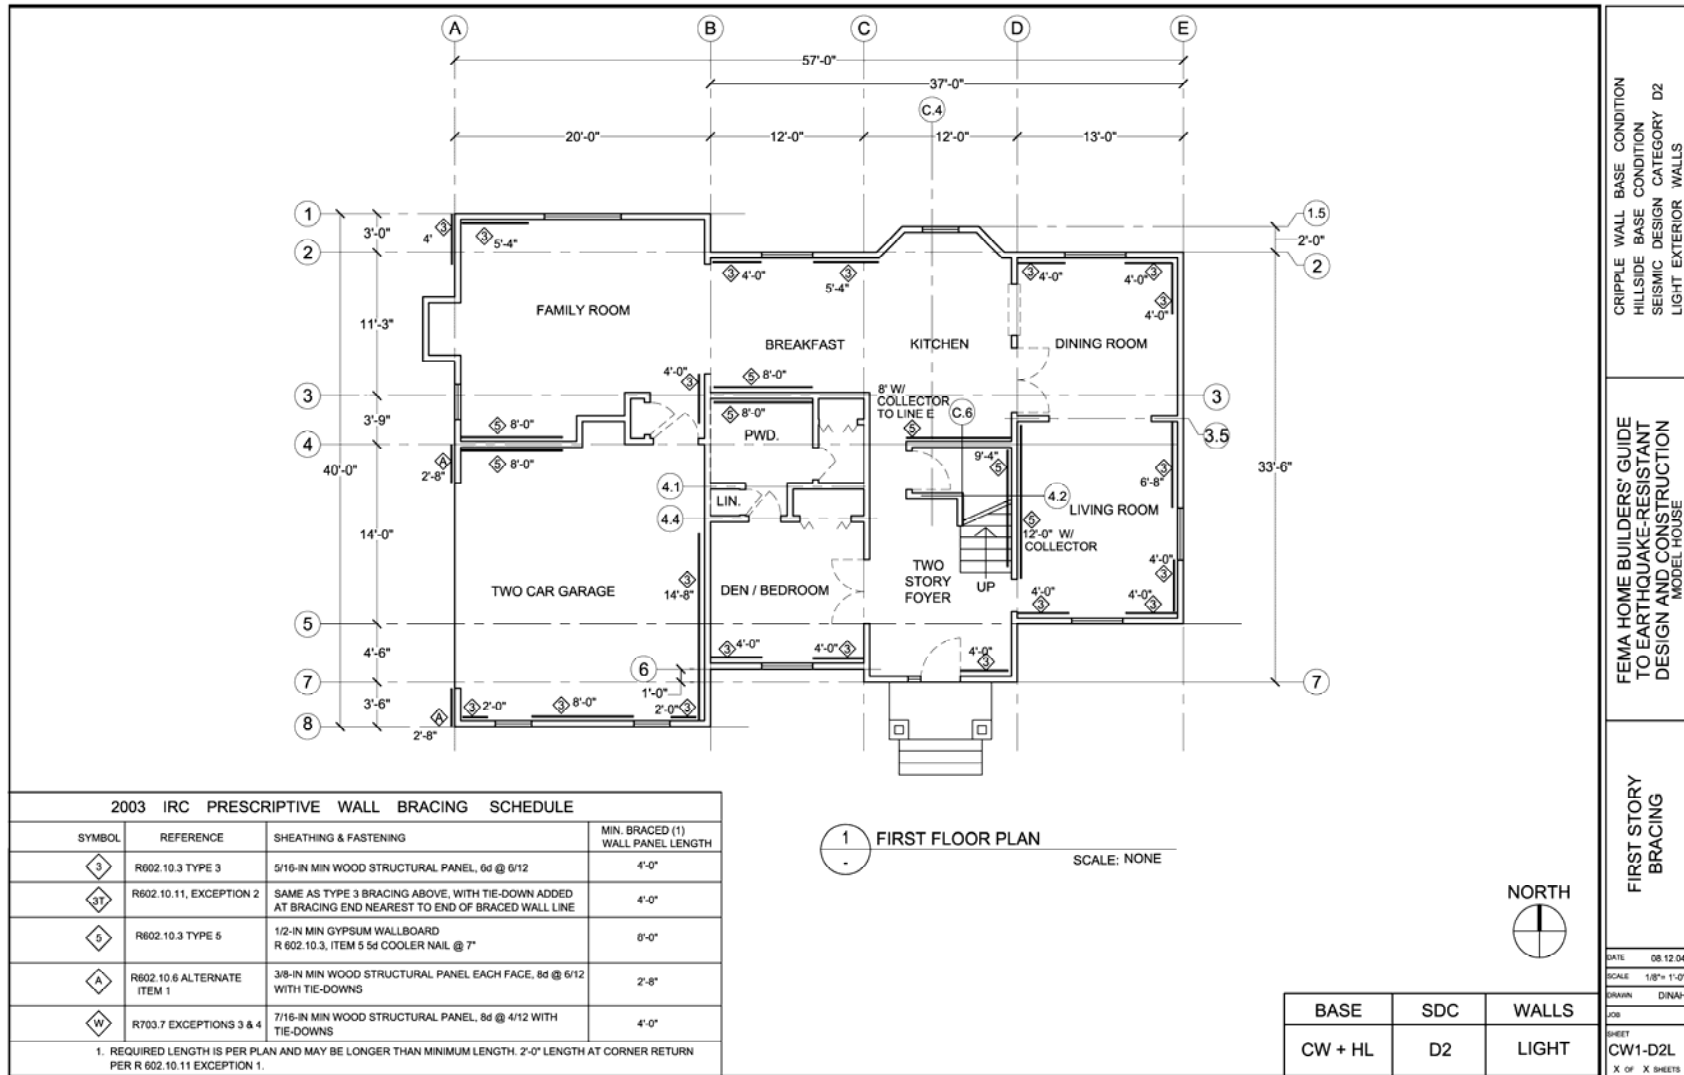 A
B
C
D
E
57'-0"
37'-0"
C.4
20'-0"
12'-0"
12'-0"
13'-0"
1
3'-0"
2
11'-3"
3
3'-9"
4
40'-0"
14'-0"
5
4'-6"
7
3'-6"
8
1.5
2'-0"
2
3
3.5
33'-6"
7
3
4'
3
5'-4"
FAMILY ROOM
3
4'-0"
3
5'-4"
3
4'-0"
4'-0"
3
3
4'-0"
BREAKFAST
KITCHEN
DINING ROOM
4'-0"
3
5
8'-0"
8' W/
COLLECTOR
TO LINE E
5
C.6
5
8'-0"
5
8'-0"
PWD.
A
2'-8"
5
8'-0"
9'-4"
5
3
6'-8"
4.1
LIN.
4.2
4.4
LIVING ROOM
5
12'-0" W/
COLLECTOR
TWO CAR GARAGE
3
14'-8"
DEN / BEDROOM
TWO
STORY
FOYER
UP
4'-0"
3
4'-0"
3
4'-0"
3
3
4'-0"
4'-0"
3
4'-0"
3
6
1'-0"
A
2'-8"
3
2'-0"
3
8'-0"
2'-0"
3
2003 IRC PRESCRIPTIVE WALL BRACING SCHEDULE
SYMBOL
REFERENCE
SHEATHING & FASTENING
MIN. BRACED (1)
WALL PANEL LENGTH
3
R602.10.3 TYPE 3
5/16-IN MIN WOOD STRUCTURAL PANEL, 6d @ 6/12
4'-0"
3T
R602.10.11, EXCEPTION 2
SAME AS TYPE 3 BRACING ABOVE, WITH TIE-DOWN ADDED
AT BRACING END NEAREST TO END OF BRACED WALL LINE
4'-0"
5
R602.10.3 TYPE 5
1/2-IN MIN GYPSUM WALLBOARD
R 602.10.3, ITEM 5 5d COOLER NAIL @ 7"
8'-0"
A
R602.10.6 ALTERNATE
ITEM 1
3/8-IN MIN WOOD STRUCTURAL PANEL EACH FACE, 8d @ 6/12
WITH TIE-DOWNS
2'-8"
W
R703.7 EXCEPTIONS 3 & 4
7/16-IN MIN WOOD STRUCTURAL PANEL, 8d @ 4/12 WITH
TIE-DOWNS
4'-0"
1. REQUIRED LENGTH IS PER PLAN AND MAY BE LONGER THAN MINIMUM LENGTH. 2'-0" LENGTH AT CORNER RETURN
PER R 602.10.11 EXCEPTION 1.
1
-
FIRST FLOOR PLAN
SCALE: NONE
NORTH
BASE
SDC
WALLS
CW + HL
D2
LIGHT
CRIPPLE WALL BASE CONDITION
HILLSIDE BASE CONDITION
SEISMIC DESIGN CATEGORY D2
LIGHT EXTERIOR WALLS
FEMA HOME BUILDERS' GUIDE
TO EARTHQUAKE-RESISTANT
DESIGN AND CONSTRUCTION
MODEL HOUSE
FIRST STORY
BRACING
DATE 08.12.04
SCALE 1/8"= 1'-0"
DRAWN DINAH
JOB
SHEET
CW1-D2L
X OF X SHEETS